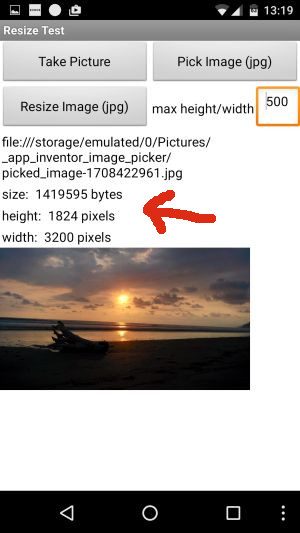 13:19
Resize Test
Take Picture
Pick Image (jpg)
Resize Image (jpg)
max height/width
500
file:///storage/emulated/0/Pictures/
_app_inventor_image_picker/
picked_image-1708422961.jpg
size: 1419595 bytes
height: 1824 pixels
width: 3200 pixels